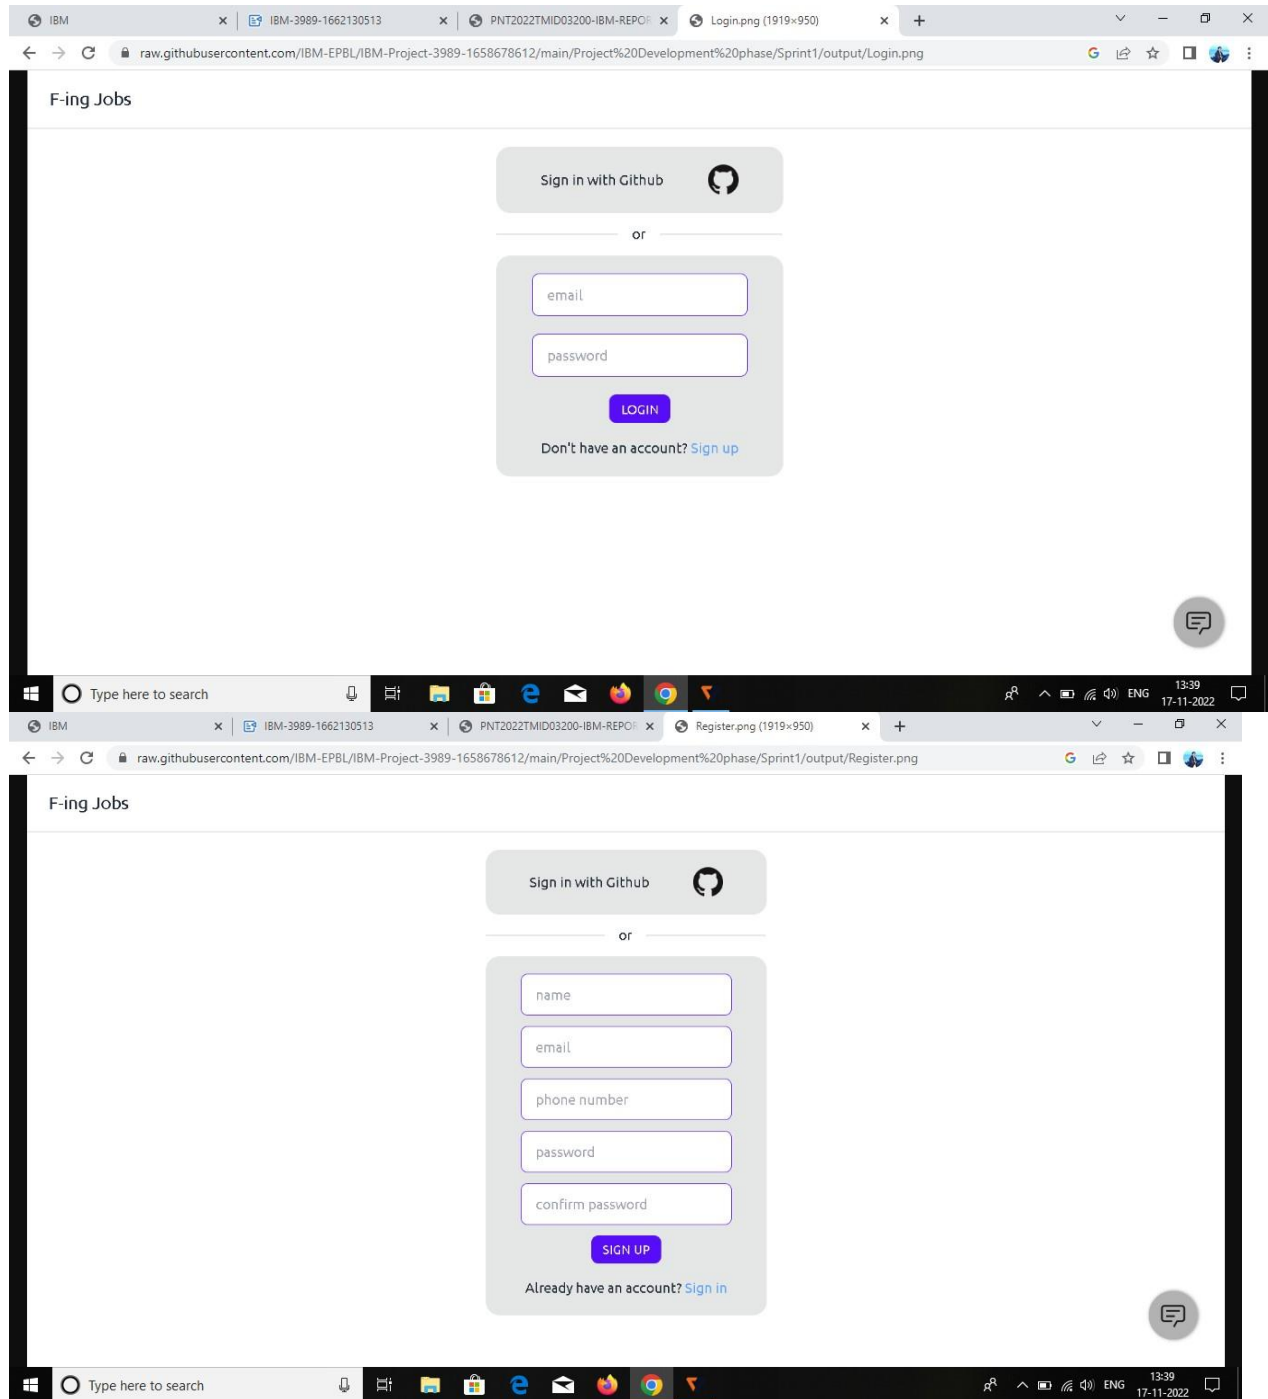 IBM IBM-3989-1662130513 PNT2022TMID03200-IBM-REPOR Login.png (1919×950)
raw.githubusercontent.com/IBM-EPBL/IBM-Project-3989-1658678612/main/Project%20Development%20phase/Sprint1/output/Login.png
F-ing Jobs
Sign in with Github
or
email
password
LOGIN
Don't have an account? Sign up
Type here to search ENG 13:39
17-11-2022
IBM IBM-3989-1662130513 PNT2022TMID03200-IBM-REPOR Register.png (1919×950)
raw.githubusercontent.com/IBM-EPBL/IBM-Project-3989-1658678612/main/Project%20Development%20phase/Sprint1/output/Register.png
F-ing Jobs
Sign in with Github
or
name
email
phone number
password
confirm password
SIGN UP
Already have an account? Sign in
Type here to search ENG 13:39
17-11-2022